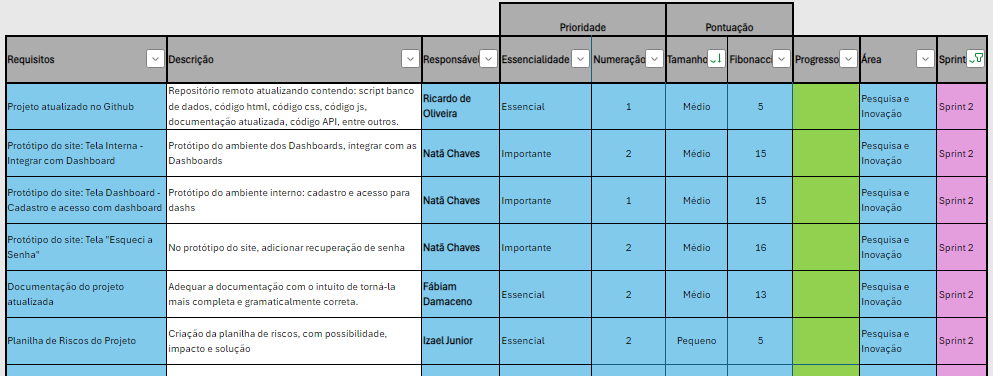 Prioridade Pontuação
Requisitos Descrição Responsável Essencialidade Numeração Tamanho Fibonacci Progresso Área Sprint
Projeto atualizado no Github
Repositório remoto atualizando contendo: script banco
de dados, código html, código css, código js,
documentação atualizada, código API, entre outros.
Ricardo de
Oliveira
Essencial 1 Médio 5
Pesquisa e
Inovação
Sprint 2
Protótipo do site: Tela Interna -
Integrar com Dashboard
Protótipo do ambiente dos Dashboards, integrar com as
Dashboards
Natã Chaves Importante 2 Médio 15
Pesquisa e
Inovação
Sprint 2
Protótipo do site: Tela Dashboard -
Cadastro e acesso com dashboard
Protótipo do ambiente interno: cadastro e acesso para
dashs
Natã Chaves Importante 1 Médio 15
Pesquisa e
Inovação
Sprint 2
Protótipo do site: Tela "Esqueci a
Senha"
No protótipo do site, adicionar recuperação de senha
Natã Chaves Importante 2 Médio 16
Pesquisa e
Inovação
Sprint 2
Documentação do projeto
atualizada
Adequar a documentação com o intuito de torná-la
mais completa e gramaticalmente correta.
Fábiam
Damaceno
Essencial 2 Médio 13
Pesquisa e
Inovação
Sprint 2
Planilha de Riscos do Projeto
Criação da planilha de riscos, com possibilidade,
impacto e solução
Izael Junior Essencial 2 Pequeno 5
Pesquisa e
Inovação
Sprint 2